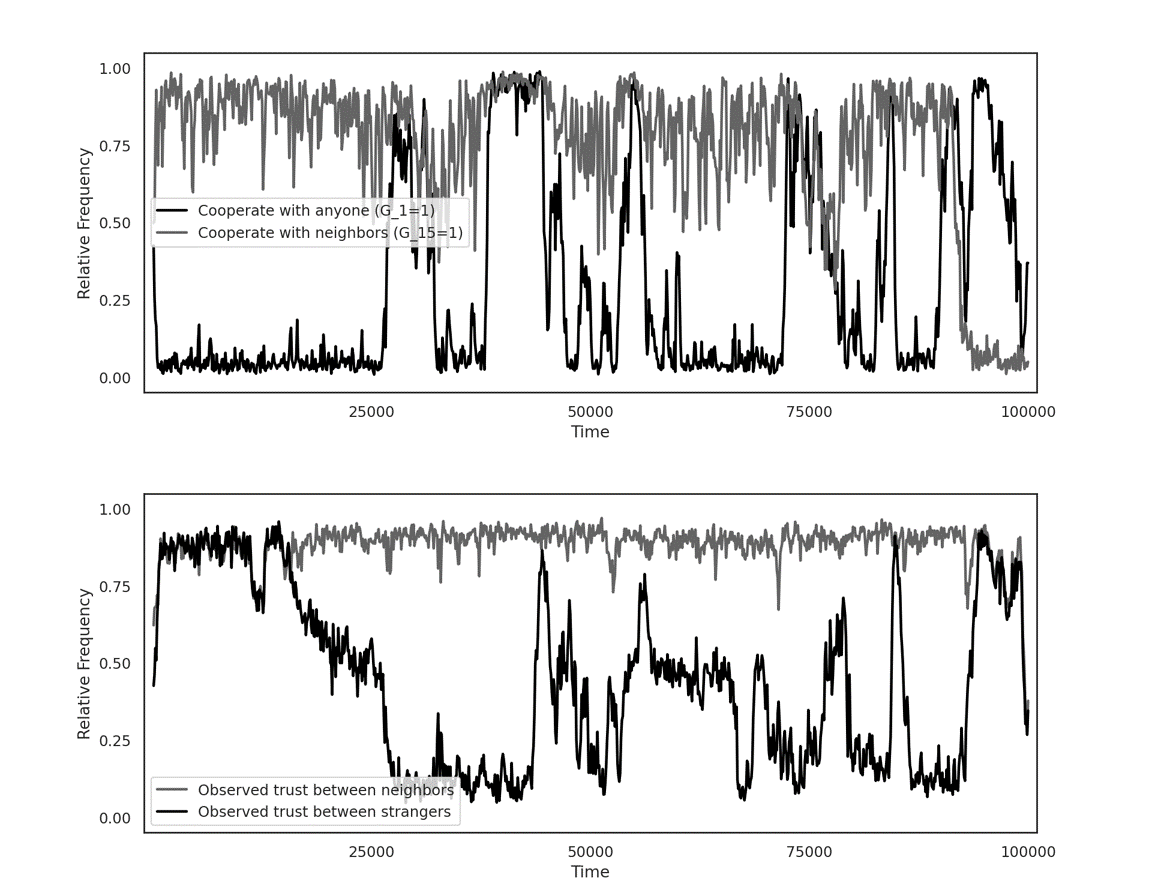 1.00
0.75
0.50
0.25
0.00
Relative Frequency
Cooperate with anyone (G_1=1)
Cooperate with neighbors (G_15=1)
25000 50000 75000 100000
Time
1.00
0.75
0.50
0.25
0.00
Relative Frequency
Observed trust between neighbors
Observed trust between strangers
25000 50000 75000 100000
Time